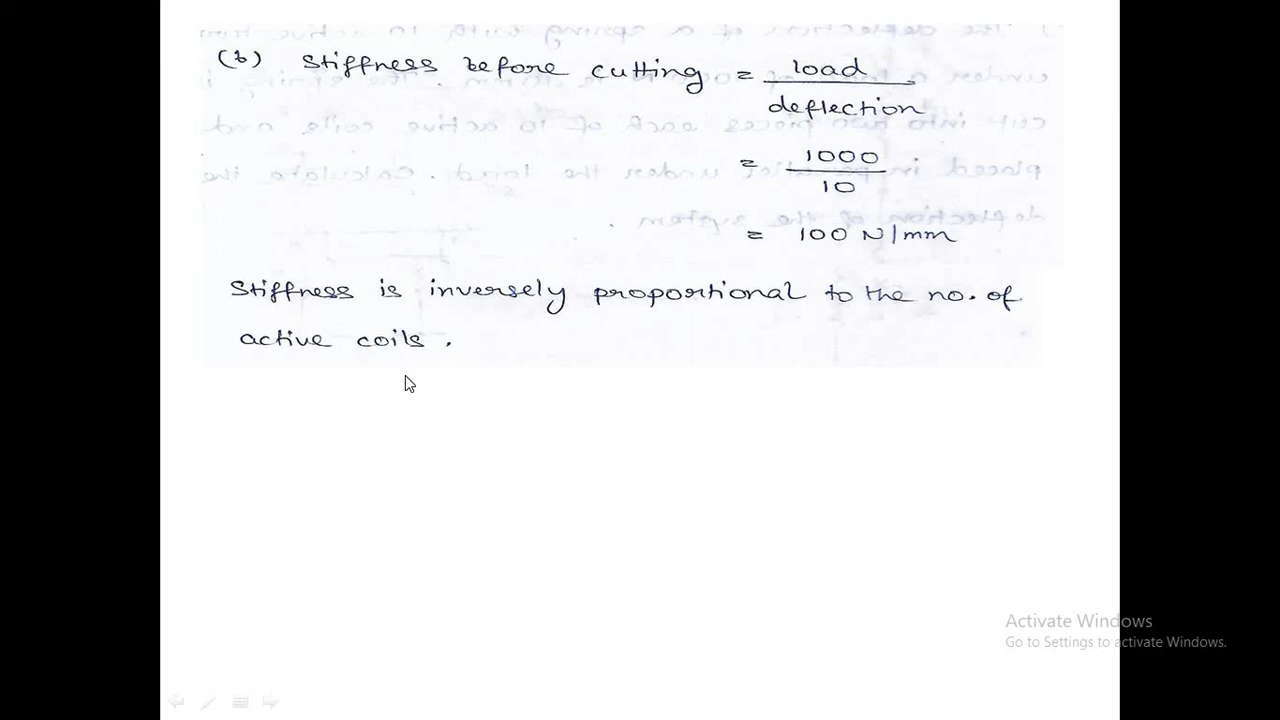 (b) Stiffness before cutting = load / deflection
= 1000 / 10
= 100 N/mm
Stiffness is inversely proportional to the no. of
active coils.
Activate Windows
Go to Settings to activate Windows.